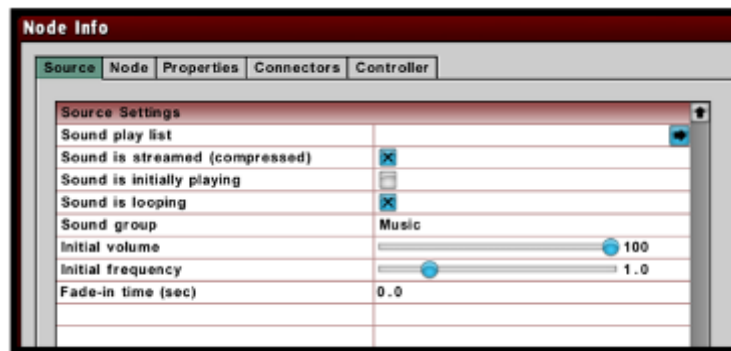 Node Info
Source Node Properties Connectors Controller
Source Settings
Sound play list
Sound is streamed (compressed)
Sound is initially playing
Sound is looping
Sound group Music
Initial volume 100
Initial frequency 1.0
Fade-in time (sec) 0.0